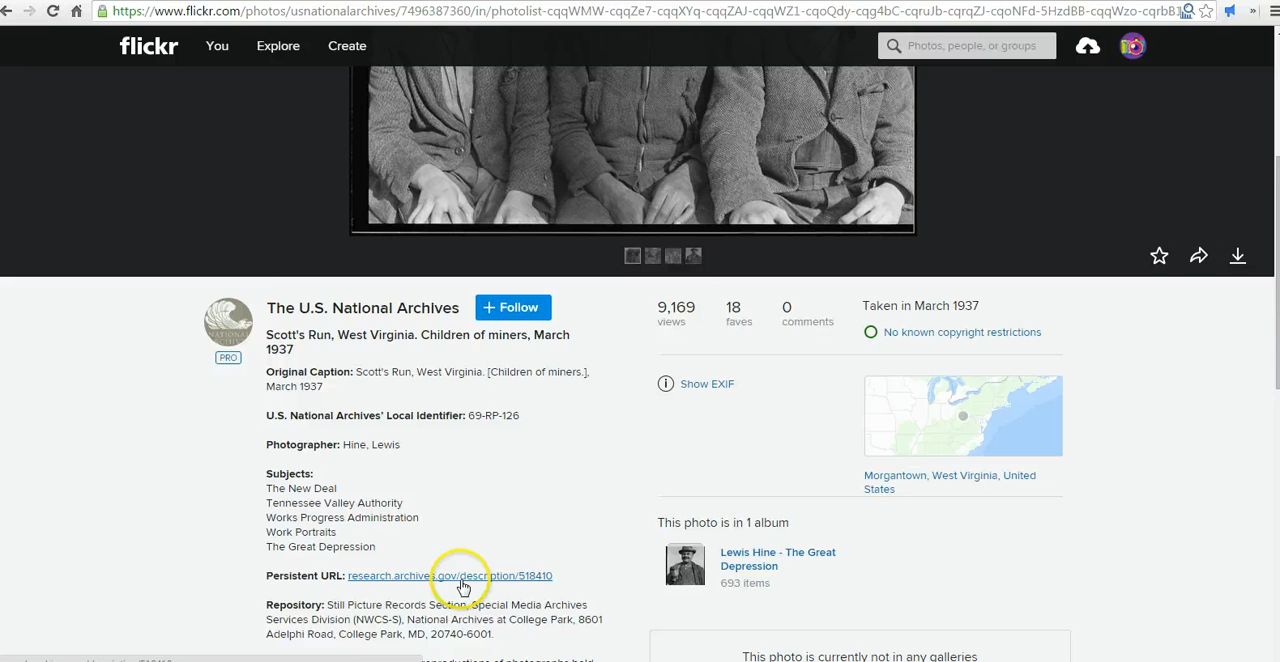 https://www.flickr.com/photos/usnationalarchives/7496387360/in/photolist-cqqWMW-cqqZe7-cqqXYq-cqqZAJ-cqqWZ1-cqoQdy-cqg4bC-cqruJb-cqrqZJ-cqoNFd-5HzdBB-cqqWzo-cqrbB1
flickr You Explore Create Photos, people, or groups
The U.S. National Archives + Follow
PRO
Scott's Run, West Virginia. Children of miners, March
1937
Original Caption: Scott's Run, West Virginia. [Children of miners.],
March 1937
U.S. National Archives' Local Identifier: 69-RP-126
Photographer: Hine, Lewis
Subjects:
The New Deal
Tennessee Valley Authority
Works Progress Administration
Work Portraits
The Great Depression
Persistent URL: research.archives.gov/description/518410
Repository: Still Picture Records Section, Special Media Archives
Services Division (NWCS-S), National Archives at College Park, 8601
Adelphi Road, College Park, MD, 20740-6001.
9,169 18 0
views faves comments
Taken in March 1937
No known copyright restrictions
Show EXIF
Morgantown, West Virginia, United
States
This photo is in 1 album
Lewis Hine - The Great
Depression
693 items
This photo is currently not in any galleries